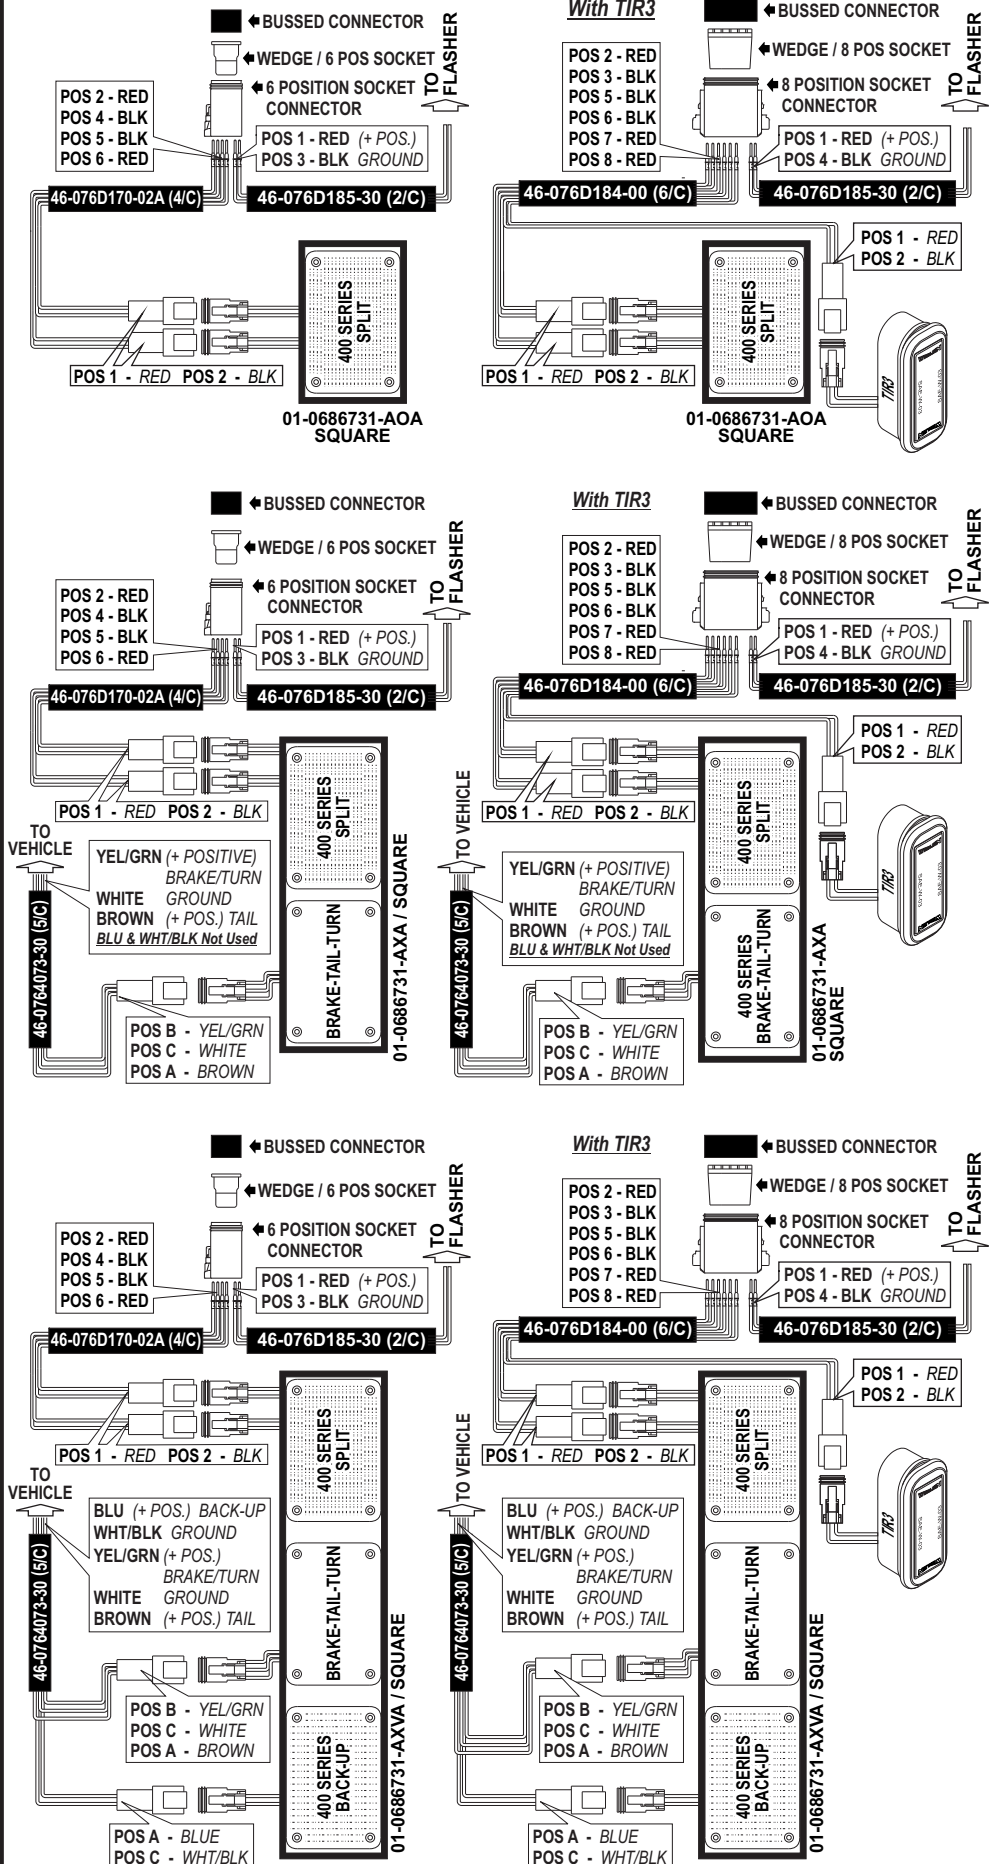 BUSSED CONNECTOR
WEDGE / 6 POS SOCKET
6 POSITION SOCKET
CONNECTOR
TO
FLASHER
POS 2 - RED
POS 4 - BLK
POS 5 - BLK
POS 6 - RED
POS 1 - RED (+ POS.)
POS 3 - BLK GROUND
46-076D170-02A (4/C)
46-076D185-30 (2/C)
400 SERIES
SPLIT
POS 1 - RED POS 2 - BLK
01-0686731-AOA
SQUARE
With TIR3
BUSSED CONNECTOR
WEDGE / 8 POS SOCKET
8 POSITION SOCKET
CONNECTOR
TO
FLASHER
POS 2 - RED
POS 3 - BLK
POS 5 - BLK
POS 6 - BLK
POS 7 - RED
POS 8 - RED
POS 1 - RED (+ POS.)
POS 4 - BLK GROUND
46-076D184-00 (6/C)
46-076D185-30 (2/C)
POS 1 - RED
POS 2 - BLK
400 SERIES
SPLIT
TIR3
POS 1 - RED POS 2 - BLK
01-0686731-AOA
SQUARE
BUSSED CONNECTOR
WEDGE / 6 POS SOCKET
6 POSITION SOCKET
CONNECTOR
TO
FLASHER
POS 2 - RED
POS 4 - BLK
POS 5 - BLK
POS 6 - RED
POS 1 - RED (+ POS.)
POS 3 - BLK GROUND
46-076D170-02A (4/C)
46-076D185-30 (2/C)
400 SERIES
SPLIT
POS 1 - RED POS 2 - BLK
TO
VEHICLE
YEL/GRN (+ POSITIVE)
BRAKE/TURN
WHITE GROUND
BROWN (+ POS.) TAIL
BLU & WHT/BLK Not Used
46-0764073-30 (5/C)
BRAKE-TAIL-TURN
01-0686731-AXA / SQUARE
POS B - YEL/GRN
POS C - WHITE
POS A - BROWN
With TIR3
BUSSED CONNECTOR
WEDGE / 8 POS SOCKET
8 POSITION SOCKET
CONNECTOR
TO
FLASHER
POS 2 - RED
POS 3 - BLK
POS 5 - BLK
POS 6 - BLK
POS 7 - RED
POS 8 - RED
POS 1 - RED (+ POS.)
POS 4 - BLK GROUND
46-076D184-00 (6/C)
46-076D185-30 (2/C)
POS 1 - RED
POS 2 - BLK
400 SERIES
SPLIT
TIR3
POS 1 - RED POS 2 - BLK
TO VEHICLE
YEL/GRN (+ POSITIVE)
BRAKE/TURN
WHITE GROUND
BROWN (+ POS.) TAIL
BLU & WHT/BLK Not Used
46-0764073-30 (5/C)
400 SERIES
BRAKE-TAIL-TURN
01-0686731-AXA
SQUARE
POS B - YEL/GRN
POS C - WHITE
POS A - BROWN
BUSSED CONNECTOR
WEDGE / 6 POS SOCKET
6 POSITION SOCKET
CONNECTOR
TO
FLASHER
POS 2 - RED
POS 4 - BLK
POS 5 - BLK
POS 6 - RED
POS 1 - RED (+ POS.)
POS 3 - BLK GROUND
46-076D170-02A (4/C)
46-076D185-30 (2/C)
400 SERIES
SPLIT
POS 1 - RED POS 2 - BLK
TO
VEHICLE
BLU (+ POS.) BACK-UP
WHT/BLK GROUND
YEL/GRN (+ POS.)
BRAKE/TURN
WHITE GROUND
BROWN (+ POS.) TAIL
46-0764073-30 (5/C)
BRAKE-TAIL-TURN
POS B - YEL/GRN
POS C - WHITE
POS A - BROWN
400 SERIES
BACK-UP
01-0686731-AXVA / SQUARE
POS A - BLUE
POS C - WHT/BLK
With TIR3
BUSSED CONNECTOR
WEDGE / 8 POS SOCKET
8 POSITION SOCKET
CONNECTOR
TO
FLASHER
POS 2 - RED
POS 3 - BLK
POS 5 - BLK
POS 6 - BLK
POS 7 - RED
POS 8 - RED
POS 1 - RED (+ POS.)
POS 4 - BLK GROUND
46-076D184-00 (6/C)
46-076D185-30 (2/C)
POS 1 - RED
POS 2 - BLK
400 SERIES
SPLIT
TIR3
POS 1 - RED POS 2 - BLK
TO VEHICLE
BLU (+ POS.) BACK-UP
WHT/BLK GROUND
YEL/GRN (+ POS.)
BRAKE/TURN
WHITE GROUND
BROWN (+ POS.) TAIL
46-0764073-30 (5/C)
BRAKE-TAIL-TURN
POS B - YEL/GRN
POS C - WHITE
POS A - BROWN
400 SERIES
BACK-UP
01-0686731-AXVA / SQUARE
POS A - BLUE
POS C - WHT/BLK